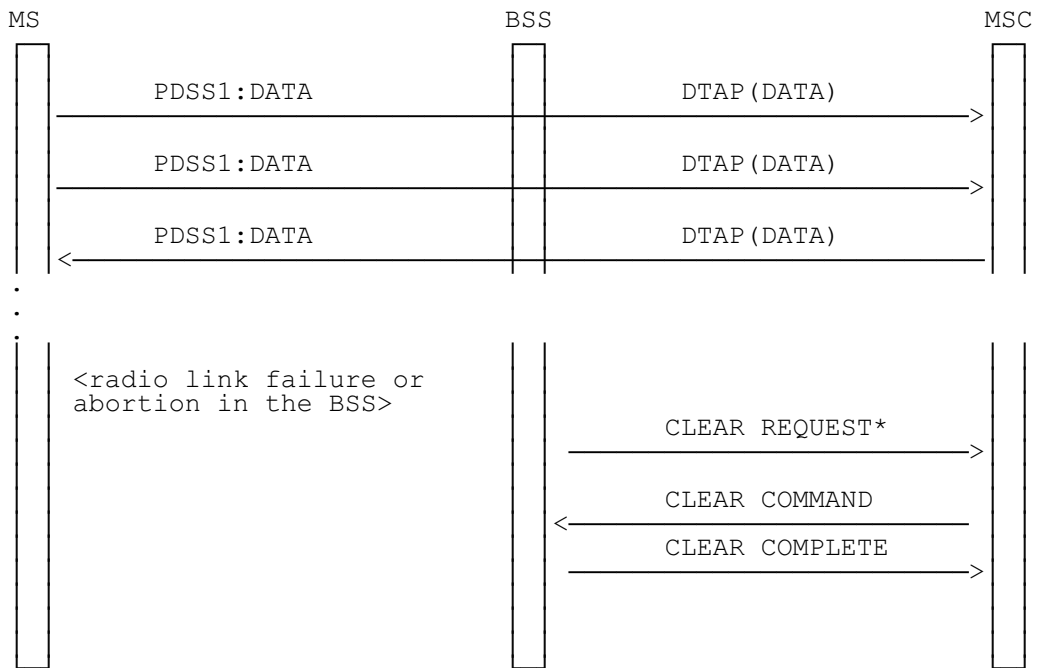 MS BSS MSC
PDSS1:DATA DTAP(DATA)
PDSS1:DATA DTAP(DATA)
PDSS1:DATA DTAP(DATA)
.
.
.
<radio link failure or
abortion in the BSS>
CLEAR REQUEST*
CLEAR COMMAND
CLEAR COMPLETE